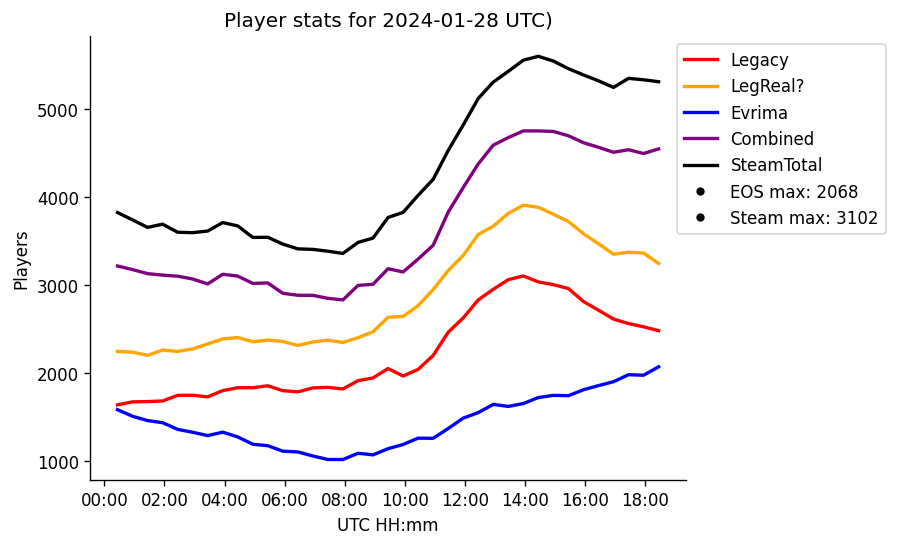 Player stats for 2024-01-28 UTC)
Legacy
LegReal?
Evrima
Combined
SteamTotal
EOS max: 2068
Steam max: 3102
Players
5000
4000
3000
2000
1000
00:00 02:00 04:00 06:00 08:00 10:00 12:00 14:00 16:00 18:00
UTC HH:mm